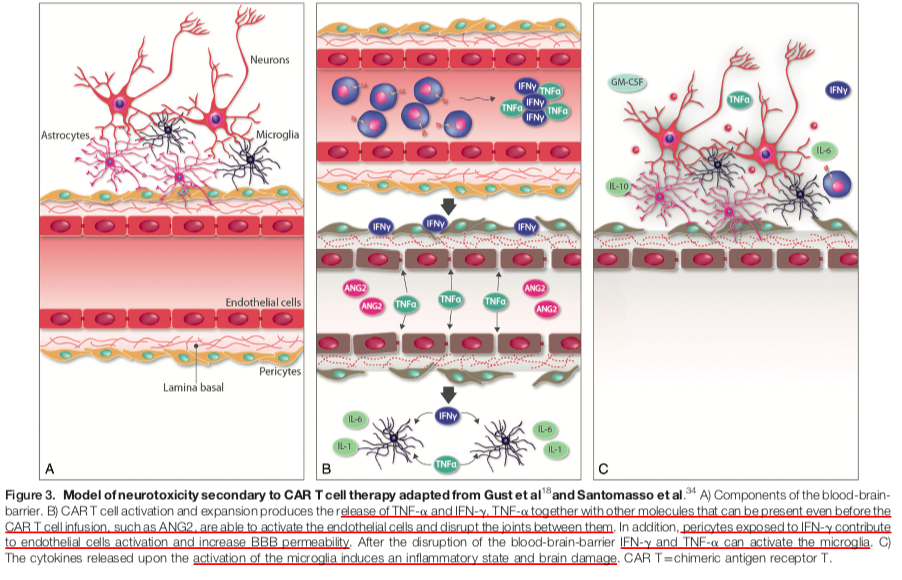 Neurons
Astrocytes
Microglia
Endothelial cells
Pericytes
Lamina basal
A
IFNγ
TNFα
TNFα
IFNγ
TNFα
IFNγ
IFNγ
IFNγ
IFNγ
ANG2
ANG2
ANG2
TNFα
TNFα
TNFα
ANG2
IL-6
IFNγ
IL-6
IL-1
IL-1
TNFα
B
GM-CSF
TNFα
IFNγ
IL-6
IL-10
C
Figure 3. Model of neurotoxicity secondary to CAR T cell therapy adapted from Gust et al18 and Santomasso et al.34 A) Components of the blood-brain-
barrier. B) CAR T cell activation and expansion produces the release of TNF-α and IFN-γ. TNF-α together with other molecules that can be present even before the
CAR T cell infusion, such as ANG2, are able to activate the endothelial cells and disrupt the joints between them. In addition, pericytes exposed to IFN-γ contribute
to endothelial cells activation and increase BBB permeability. After the disruption of the blood-brain-barrier IFN-γ and TNF-α can activate the microglia. C)
The cytokines released upon the activation of the microglia induces an inflammatory state and brain damage. CAR T=chimeric antigen receptor T.